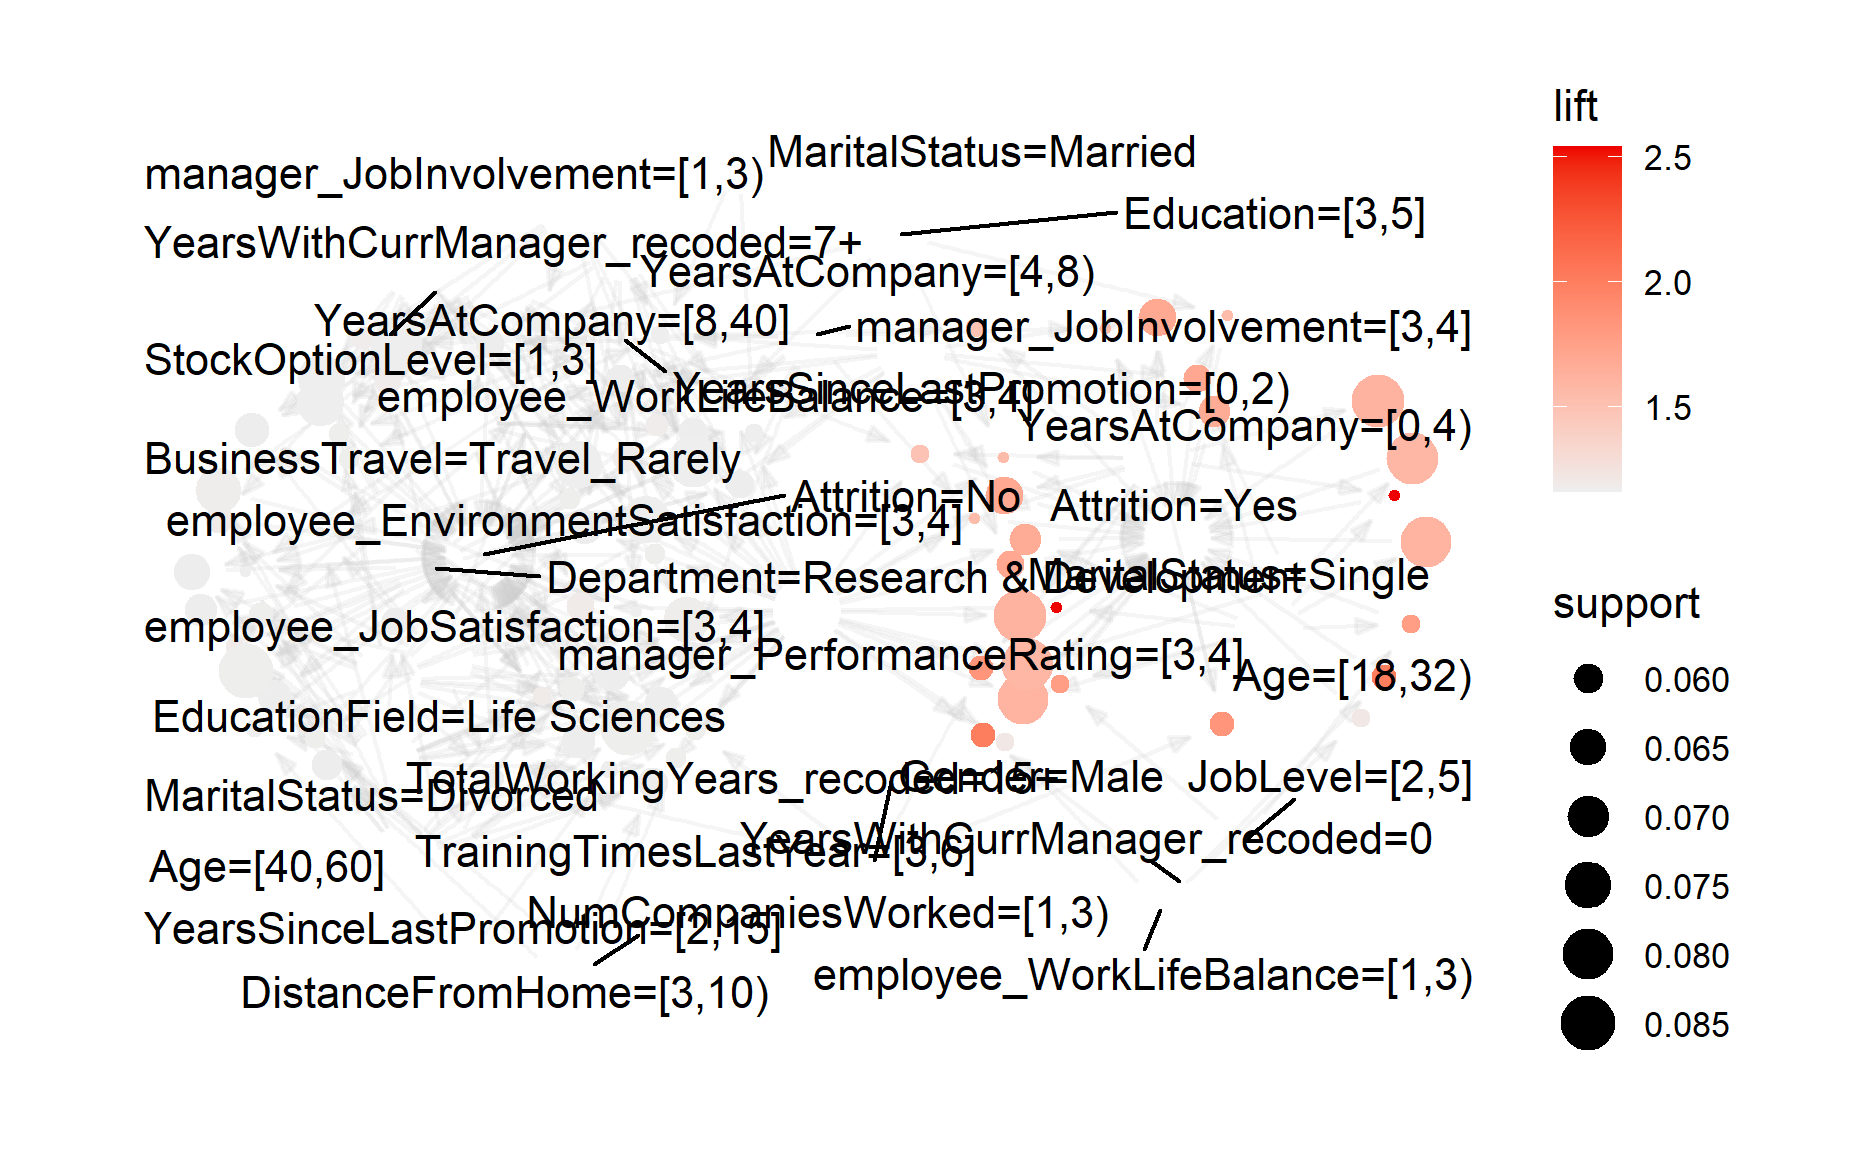 MaritalStatus=Married
manager_JobInvolvement=[1,3)
Education=[3,5]
YearsWithCurrManager_recoded=7+
YearsAtCompany=[4,8)
YearsAtCompany=[8,40]
manager_JobInvolvement=[3,4]
StockOptionLevel=[1,3]
YearsSinceLastPromotion=[0,2)
employee_WorkLifeBalance=[3,4]
YearsAtCompany=[0,4)
BusinessTravel=Travel_Rarely
Attrition=No
Attrition=Yes
employee_EnvironmentSatisfaction=[3,4]
Department=Research & Development
MaritalStatus=Single
employee_JobSatisfaction=[3,4]
manager_PerformanceRating=[3,4]
Age=[18,32)
EducationField=Life Sciences
TotalWorkingYears_recoded=15+
Gender=Male
JobLevel=[2,5]
MaritalStatus=Divorced
YearsWithCurrManager_recoded=0
TrainingTimesLastYear=[3,6]
Age=[40,60]
NumCompaniesWorked=[1,3)
YearsSinceLastPromotion=[2,15]
employee_WorkLifeBalance=[1,3)
DistanceFromHome=[3,10)
lift
2.5
2.0
1.5
support
0.060
0.065
0.070
0.075
0.080
0.085